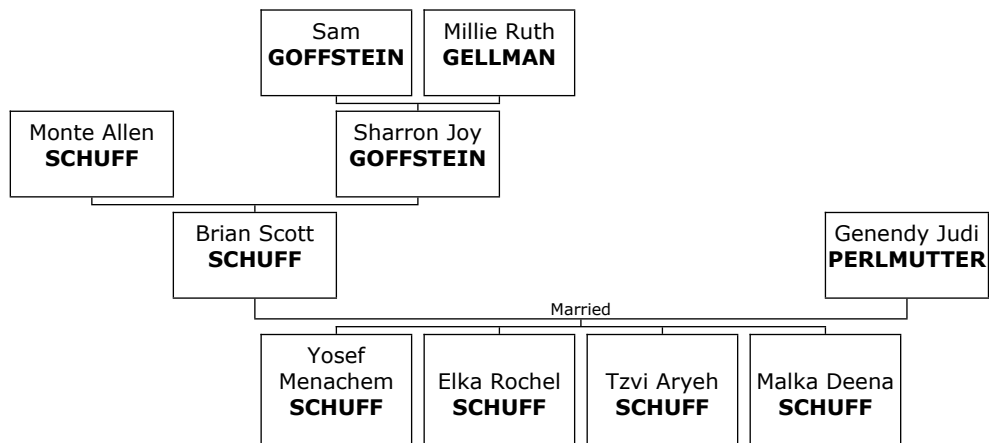 Sam
GOFFSTEIN
Millie Ruth
GELLMAN
Monte Allen
SCHUFF
Sharron Joy
GOFFSTEIN
Brian Scott
SCHUFF
Genendy Judi
PERLMUTTER
Married
Yosef
Menachem
SCHUFF
Elka Rochel
SCHUFF
Tzvi Aryeh
SCHUFF
Malka Deena
SCHUFF